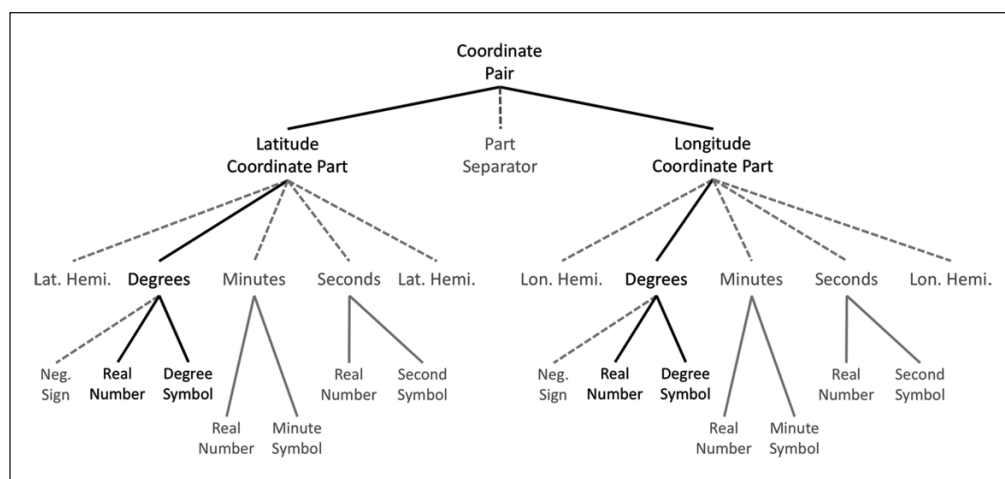 Coordinate
Pair
Latitude
Coordinate Part
Part
Separator
Longitude
Coordinate Part
Lat. Hemi.
Degrees
Minutes
Seconds
Lat. Hemi.
Lon. Hemi.
Degrees
Minutes
Seconds
Lon. Hemi.
Neg.
Sign
Real
Number
Degree
Symbol
Real
Number
Second
Symbol
Neg.
Sign
Real
Number
Degree
Symbol
Real
Number
Second
Symbol
Real
Number
Minute
Symbol
Real
Number
Minute
Symbol